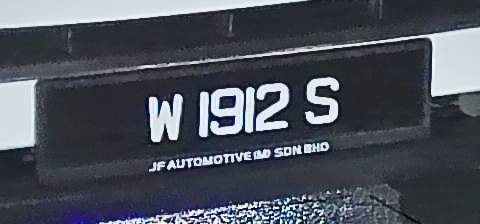 W 1912 S
JF AUTOMOTIVE (M) SDN. BHD